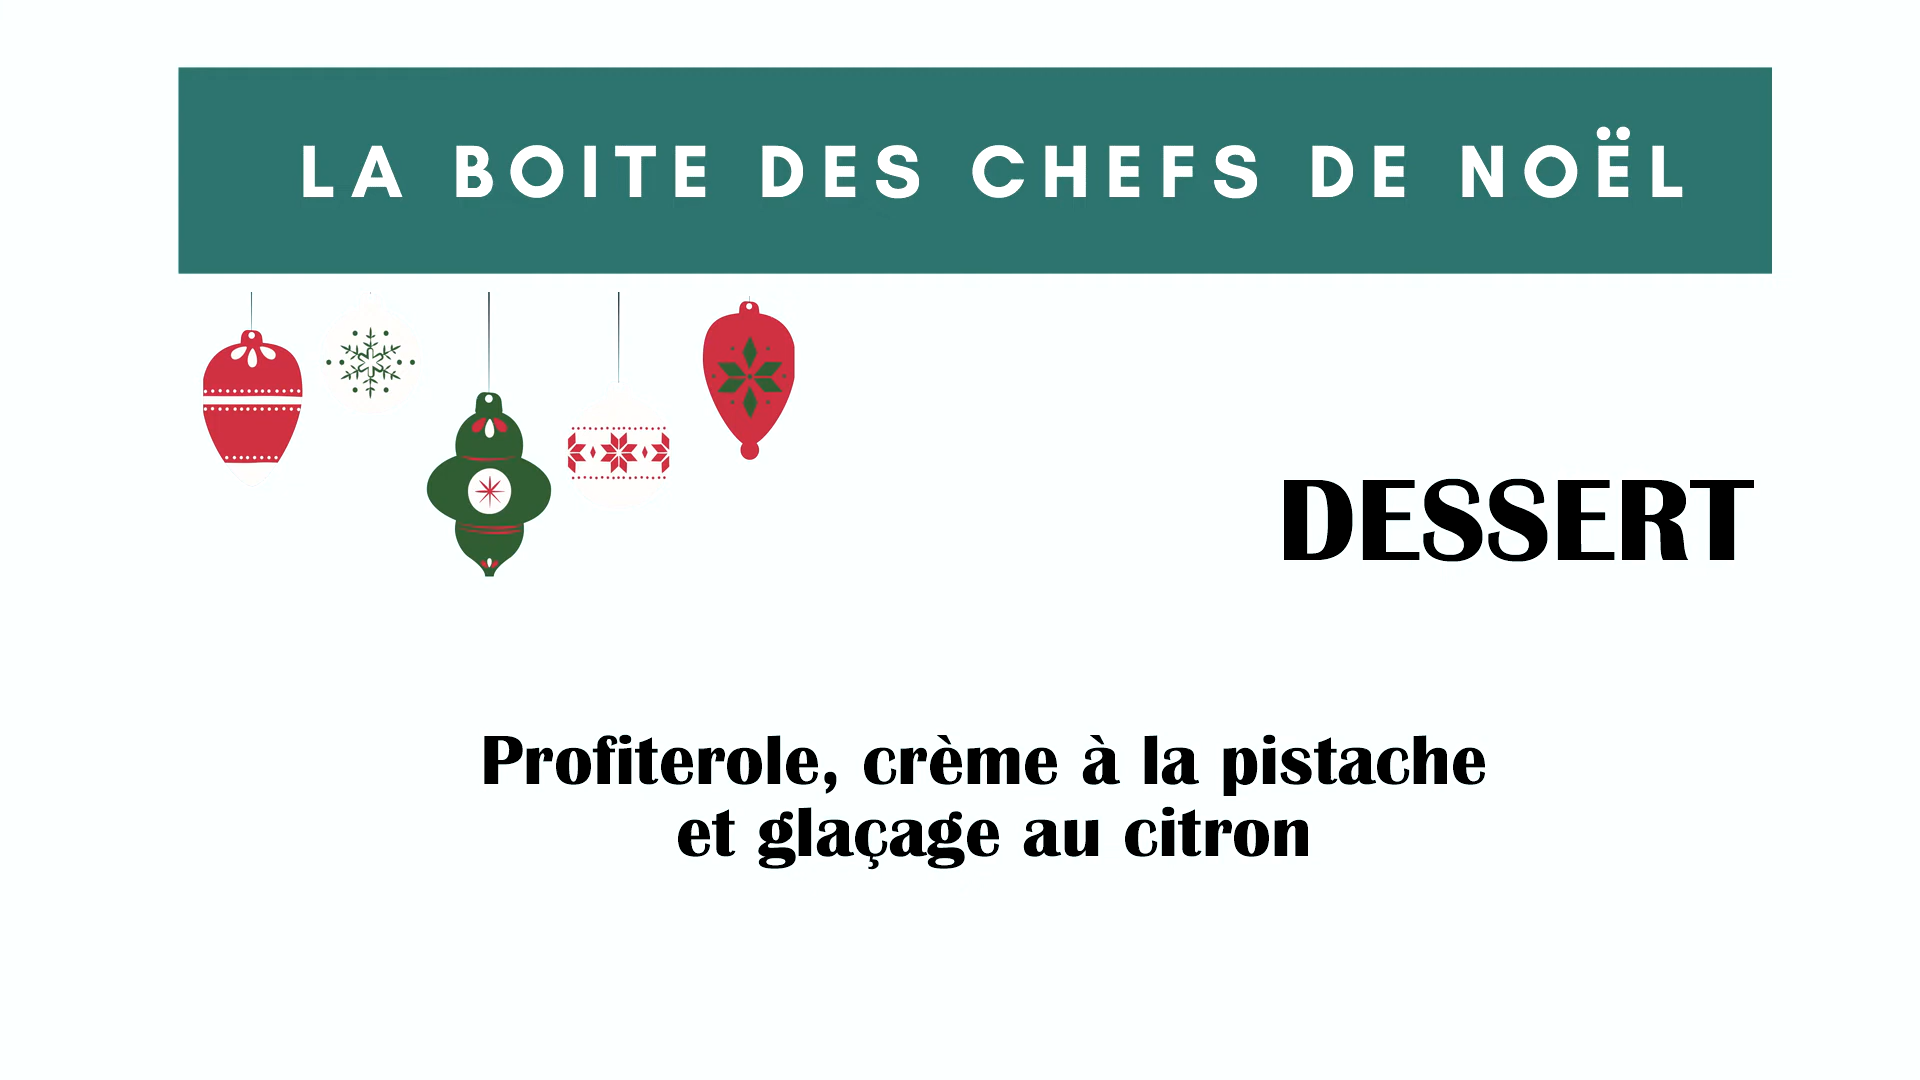 LA BOITE DES CHEFS DE NOËL
DESSERT
Profiterole, crème à la pistache
et glaçage au citron